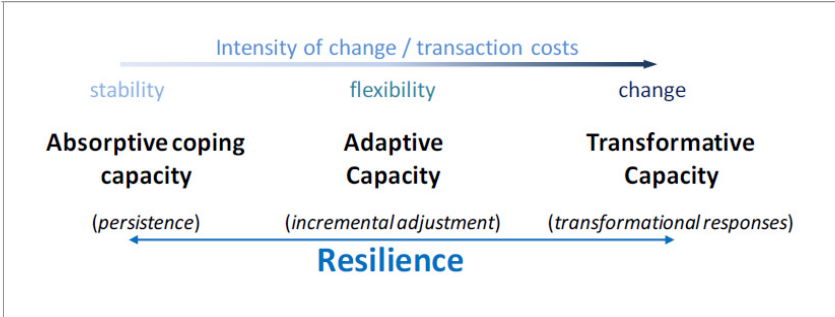 Intensity of change / transaction costs
stability flexibility change
Absorptive coping Adaptive Transformative
capacity Capacity Capacity
(persistence) (incremental adjustment) (transformational responses)
Resilience